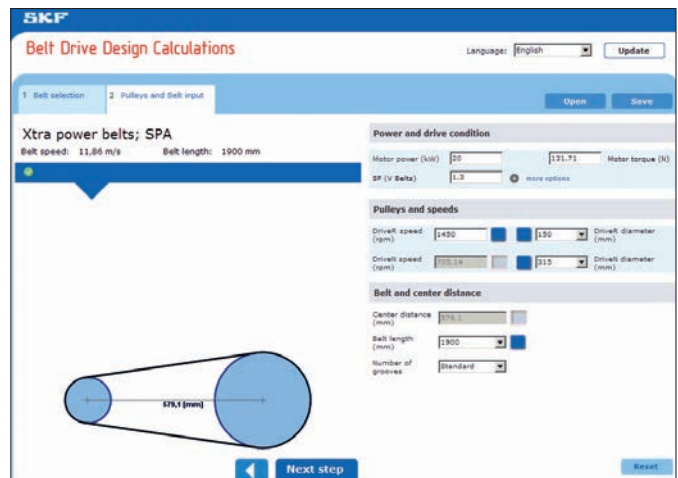 SKF
Belt Drive Design Calculations
Language: English Update
1 Belt selection 2 Pulleys and Belt input
Open Save
Xtra power belts; SPA
Belt speed: 11,86 m/s Belt length: 1900 mm
Power and drive condition
Motor power (kW) 20 131.71 Motor torque (N)
SF (V Belts) 1.3 more options
Pulleys and speeds
DriveR speed (rpm) 1450 150 DriveR diameter (mm)
DriveN speed (rpm) 315 DriveN diameter (mm)
Belt and center distance
Center distance (mm) 579,1
Belt length (mm) 1900
Number of grooves Standard
579,1 [mm]
Next step
Reset